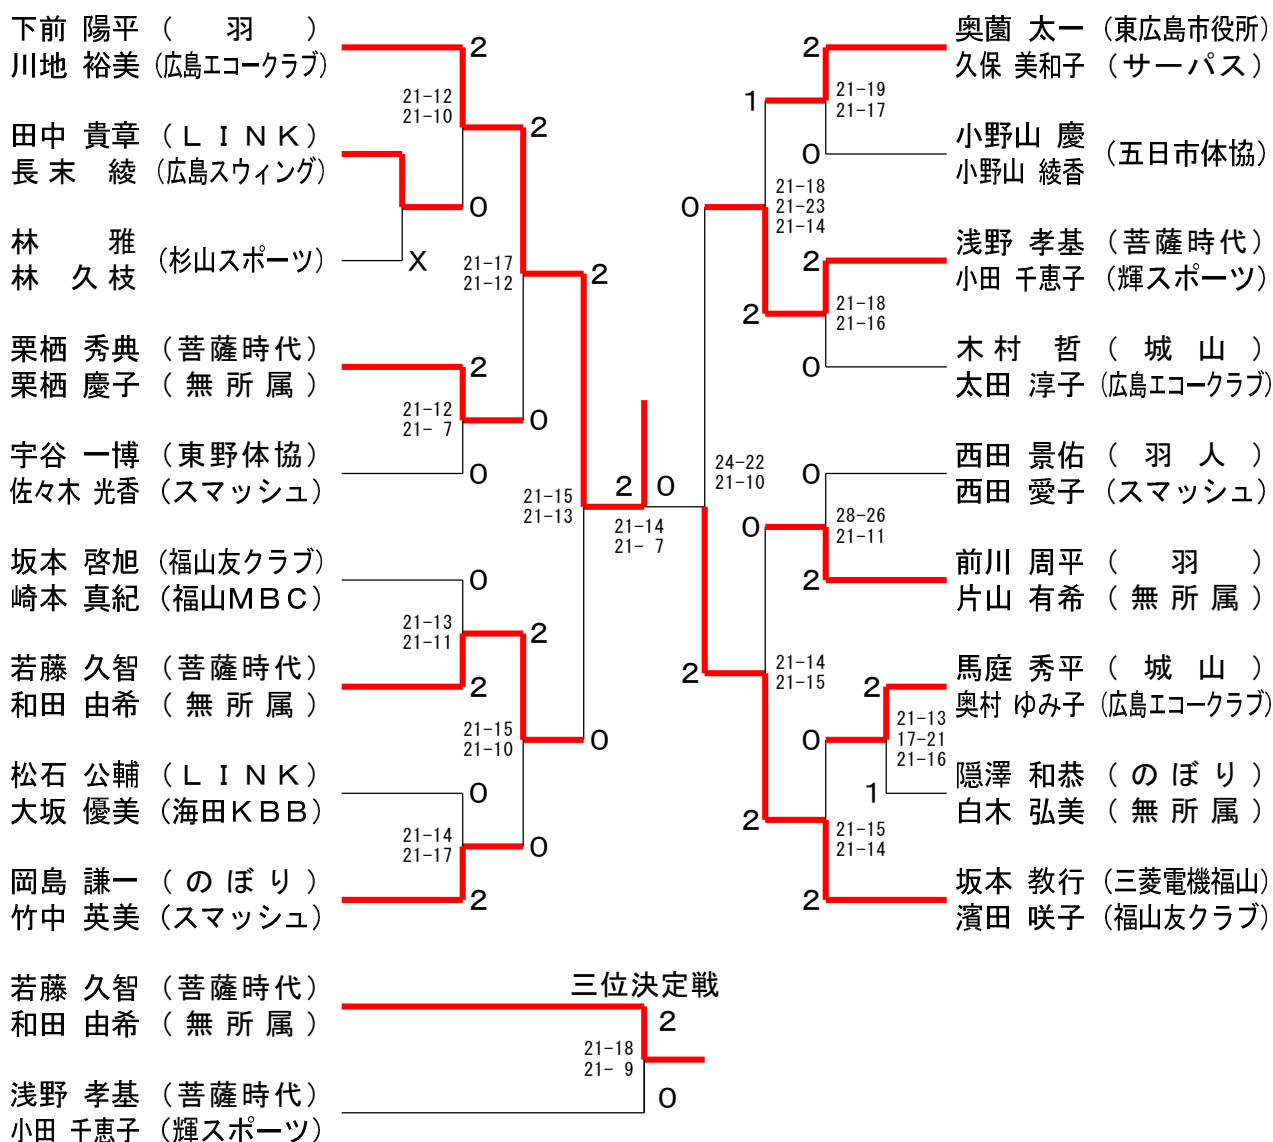 下前 陽平 （ 羽 ）
川地 裕美 (広島エコークラブ)
田中 貴章 （ＬＩＮＫ）
長末 綾 (広島スウィング)
林 雅
林 久枝
(杉山スポーツ)
栗栖 秀典 （菩薩時代）
栗栖 慶子 （無所属）
宇谷 一博 （東野体協）
佐々木 光香 （スマッシュ）
坂本 啓旭 (福山友クラブ)
崎本 真紀 （福山ＭＢＣ）
若藤 久智 （菩薩時代）
和田 由希 （無所属）
松石 公輔 （ＬＩＮＫ）
大坂 優美 （海田ＫＢＢ）
岡島 謙一 （のぼり）
竹中 英美 （スマッシュ）
2
21-12
21-10
0
X
2
21-17
21-12
2
21-12
21- 7
0
0
2
21-15
21-13
0
21-13
21-11
2
2
21-15
21-10
0
21-14
21-17
2
0
0
2
0
21-14
21- 7
奥薗 太一 (東広島市役所)
久保 美和子 （サーパス）
小野山 慶
小野山 綾香
（五日市体協）
浅野 孝基 （菩薩時代）
小田 千恵子 （輝スポーツ）
木村 哲 （城山）
太田 淳子 (広島エコークラブ)
西田 景佑 （羽人）
西田 愛子 （スマッシュ）
前川 周平 （ 羽 ）
片山 有希 （無所属）
馬庭 秀平 （城山）
奥村 ゆみ子 (広島エコークラブ)
隠澤 和恭 （のぼり）
白木 弘美 （無所属）
坂本 教行 (三菱電機福山)
濱田 咲子 (福山友クラブ)
2
21-19
21-17
0
1
21-18
21-23
21-14
2
2
21-18
21-16
0
0
24-22
21-10
2
0
28-26
21-11
2
0
21-14
21-15
2
2
21-13
17-21
21-16
1
0
21-15
21-14
2
三位決定戦
若藤 久智 （菩薩時代）
和田 由希 （無所属）
2
21-18
21- 9
0
浅野 孝基 （菩薩時代）
小田 千恵子 （輝スポーツ）